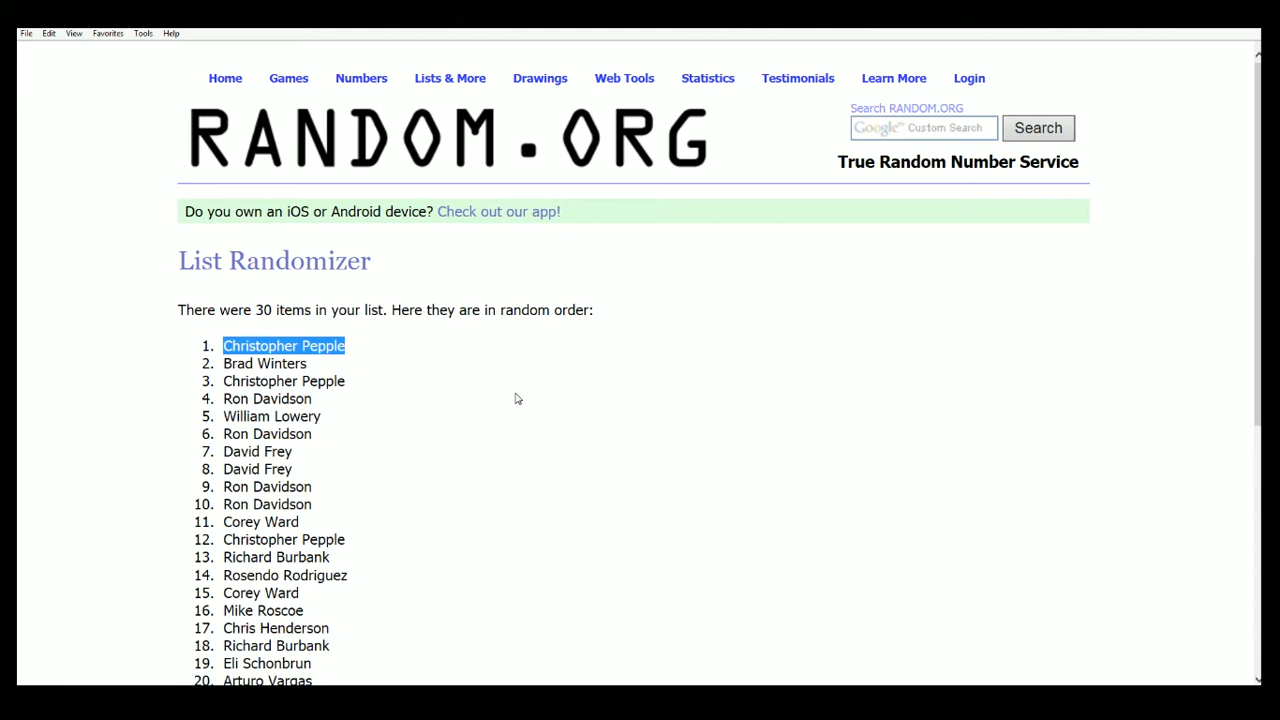 File Edit View Favorites Tools Help
Home Games Numbers Lists & More Drawings Web Tools Statistics Testimonials Learn More Login
RANDOM.ORG
Search RANDOM.ORG
Google™ Custom Search Search
True Random Number Service
Do you own an iOS or Android device? Check out our app!
List Randomizer
There were 30 items in your list. Here they are in random order:
1. Christopher Pepple
2. Brad Winters
3. Christopher Pepple
4. Ron Davidson
5. William Lowery
6. Ron Davidson
7. David Frey
8. David Frey
9. Ron Davidson
10. Ron Davidson
11. Corey Ward
12. Christopher Pepple
13. Richard Burbank
14. Rosendo Rodriguez
15. Corey Ward
16. Mike Roscoe
17. Chris Henderson
18. Richard Burbank
19. Eli Schonbrun
20. Arturo Vargas